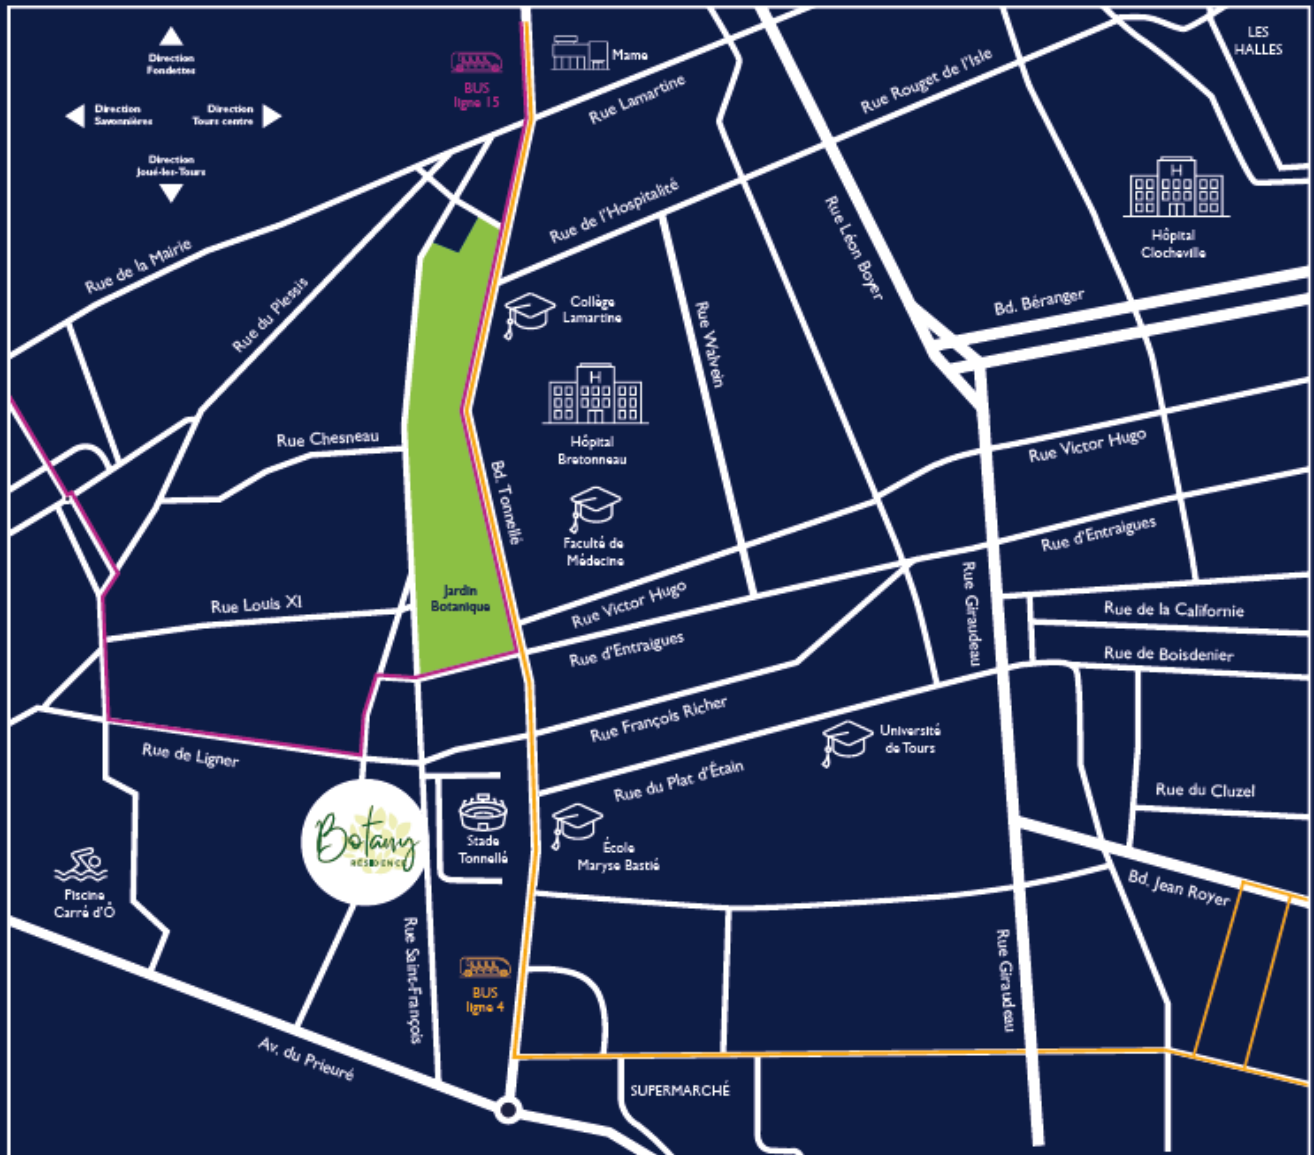 Direction
Fondettes
Direction
Savonnières
Direction
Tours centre
Direction
Joué-les-Tours
BUS
ligne 15
Mame
LES
HALLES
Rue Lamartine
Rue Rouget de l'Isle
Rue de l'Hospitalité
Rue Léon Boyer
H
Hôpital
Clocheville
Rue de la Mairie
Rue du Plessis
Collège
Lamartine
Rue Walvein
Bd. Béranger
H
Hôpital
Bretonneau
Rue Chesneau
Bd. Tonnellé
Rue Victor Hugo
Faculté de
Médecine
Rue d'Entraigues
Jardin
Botanique
Rue Louis XI
Rue Victor Hugo
Rue d'Entraigues
Rue Giraudeau
Rue de la Californie
Rue de Boisdenier
Rue François Richer
Université
de Tours
Rue de Ligner
Rue du Plat d'Étain
Rue du Cluzel
Botany
RÉSIDENCE
Stade
Tonnellé
École
Maryse Bastié
Piscine
Carré d'Ô
Bd. Jean Royer
Rue Saint-François
BUS
ligne 4
Rue Giraudeau
Av. du Prieuré
SUPERMARCHÉ